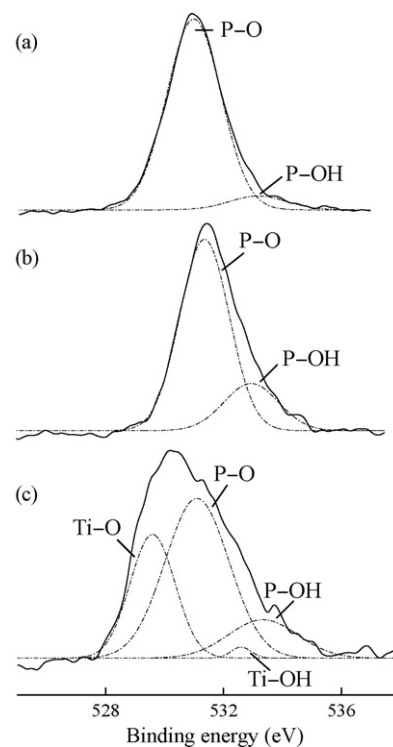 (a)
P–O
P–OH
(b)
P–O
P–OH
(c)
P–O
Ti–O
P–OH
Ti–OH
528 532 536
Binding energy (eV)